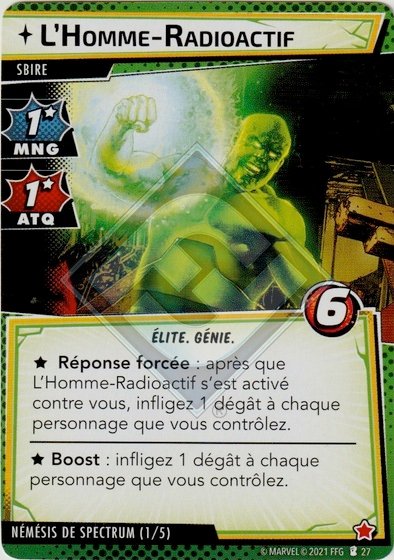 L'Homme-Radioactif
SBIRE
1
MNG
1
ATQ
6
ÉLITE. GÉNIE.
★ Réponse forcée : après que
L'Homme-Radioactif s'est activé
contre vous, infligez 1 dégât à chaque
personnage que vous contrôlez.
★ Boost : infligez 1 dégât à chaque
personnage que vous contrôlez.
NÉMÉSIS DE SPECTRUM (1/5)
© MARVEL © 2021 FFG 27